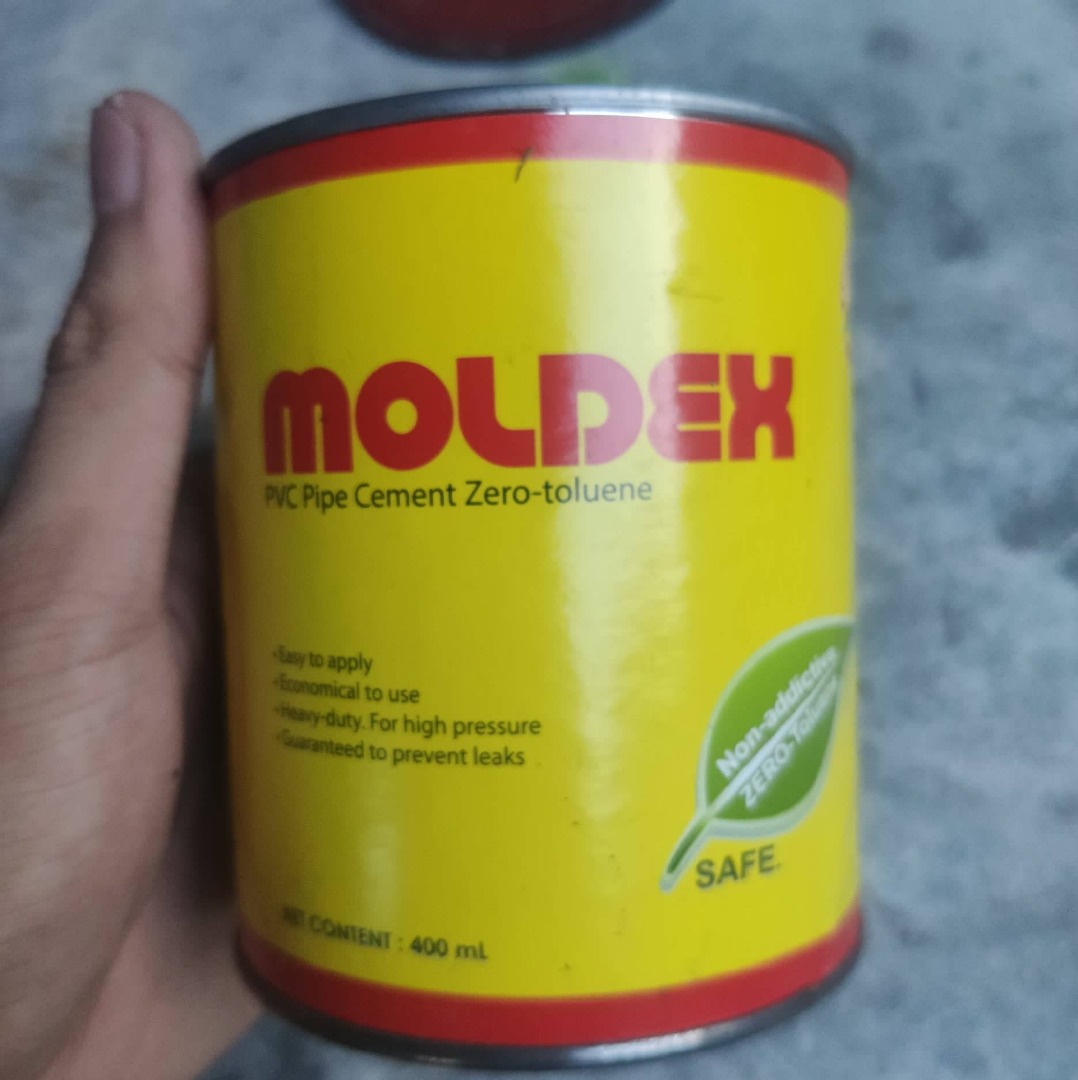 MOLDEX
PVC Pipe Cement Zero-toluene
• Easy to apply
• Economical to use
• Heavy-duty. For high pressure
• Guaranteed to prevent leaks
Non-addictive
ZERO-Toluene
SAFE.
NET CONTENT : 400 mL